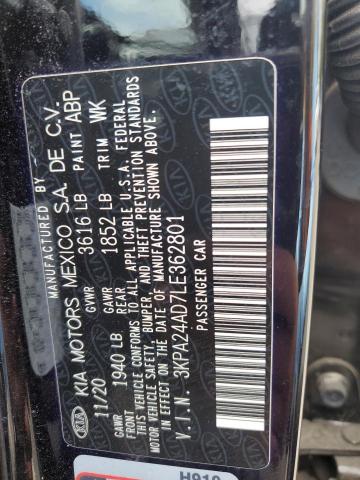 MANUFACTURED BY
KIA KIA MOTORS MEXICO S.A. DE C.V.
11/20 GVWR 3616 LB PAINT ABP
GAWR FRONT 1940 LB GAWR REAR 1852 LB TRIM WK
THIS VEHICLE CONFORMS TO ALL APPLICABLE U.S.A. FEDERAL
MOTOR VEHICLE SAFETY, BUMPER, AND THEFT PREVENTION STANDARDS
IN EFFECT ON THE DATE OF MANUFACTURE SHOWN ABOVE.
V.I.N. 3KPA24AD7LE362801
PASSENGER CAR
H910